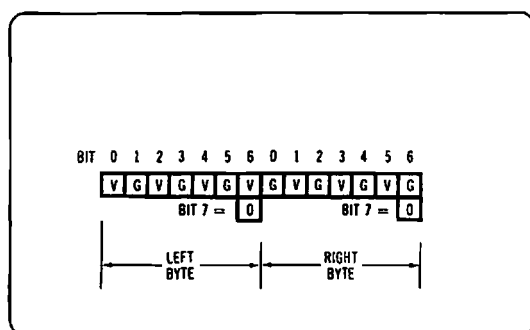 BIT 0 1 2 3 4 5 6 0 1 2 3 4 5 6
V G V G V G V G V G V G V G
BIT 7 = 0 BIT 7 = 0
LEFT BYTE RIGHT BYTE